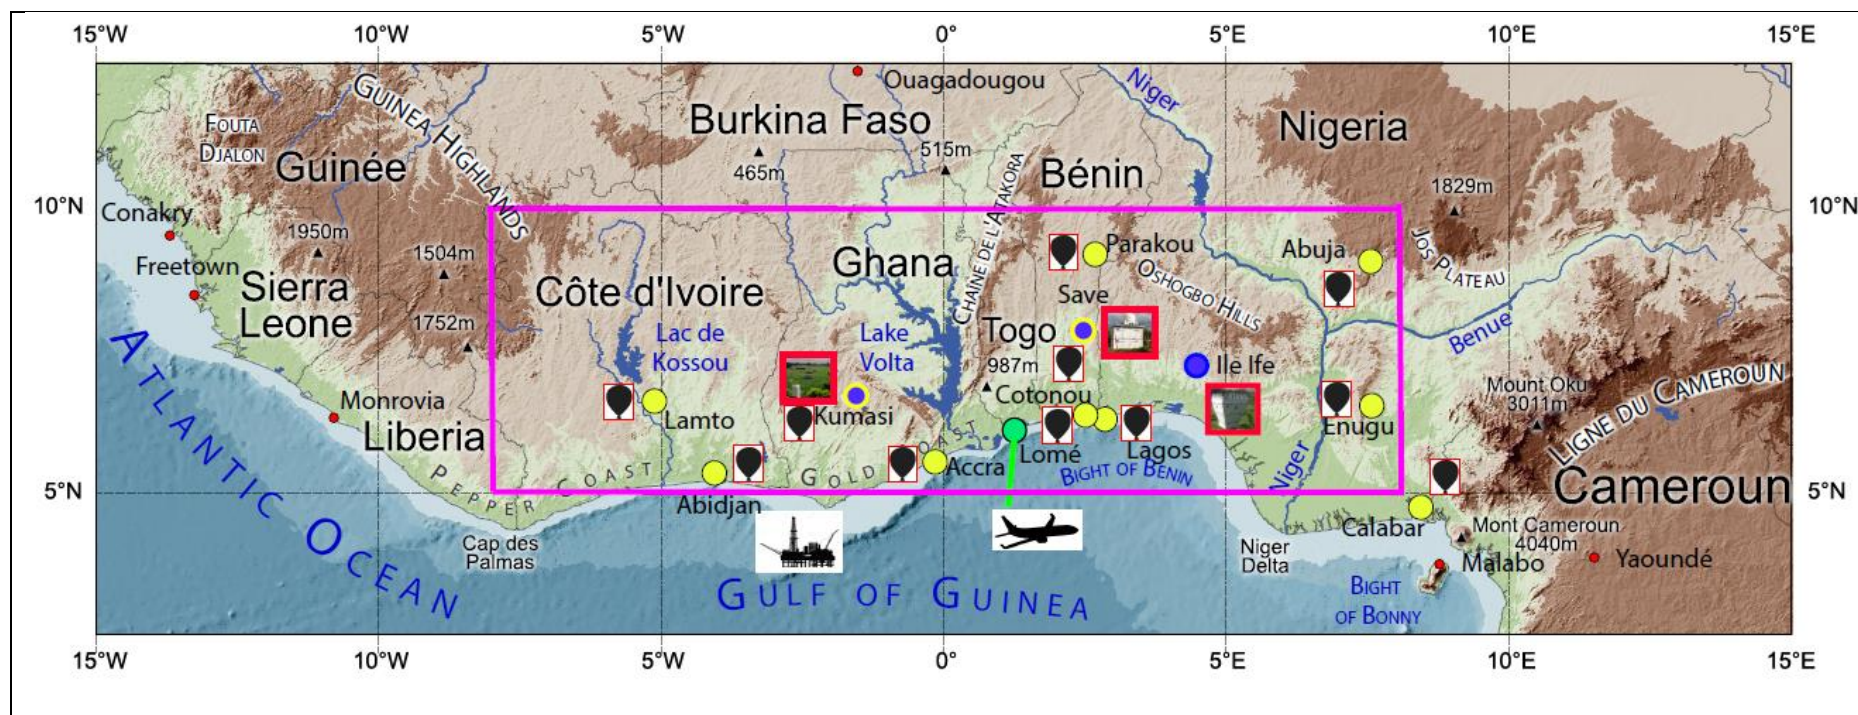 15°W 10°W 5°W 0° 5°E 10°E 15°E
Ouagadougou
Niger
GUINEA HIGHLANDS
Burkina Faso
Nigeria
FOUTA
DJALON
Guinée
465m
515m
Bénin
1829m
10°N
10°N
Conakry
1950m
1504m
CHAINE DE L'ATAKORA
Parakou
Abuja
JOS PLATEAU
Freetown
Sierra
Leone
Côte d'Ivoire
Ghana
OSHOGBO HILLS
Save
1752m
Lac de
Kossou
Lake
Volta
Togo
987m
Benue
ATLANTIC OCEAN
Ile Ife
Mount Oku
3011m
LIGNE DU CAMEROUN
Monrovia
Liberia
Lamto
Kumasi
Cotonou
Enugu
PEPPER COAST
GOLD COAST
Accra
Lomé
Lagos
BIGHT OF BENIN
Niger
Cameroun
5°N
5°N
Abidjan
Calabar
Mont Cameroun
4040m
Cap des
Palmas
Niger
Delta
Malabo
Yaoundé
GULF OF GUINEA
BIGHT
OF BONNY
15°W 10°W 5°W 0° 5°E 10°E 15°E